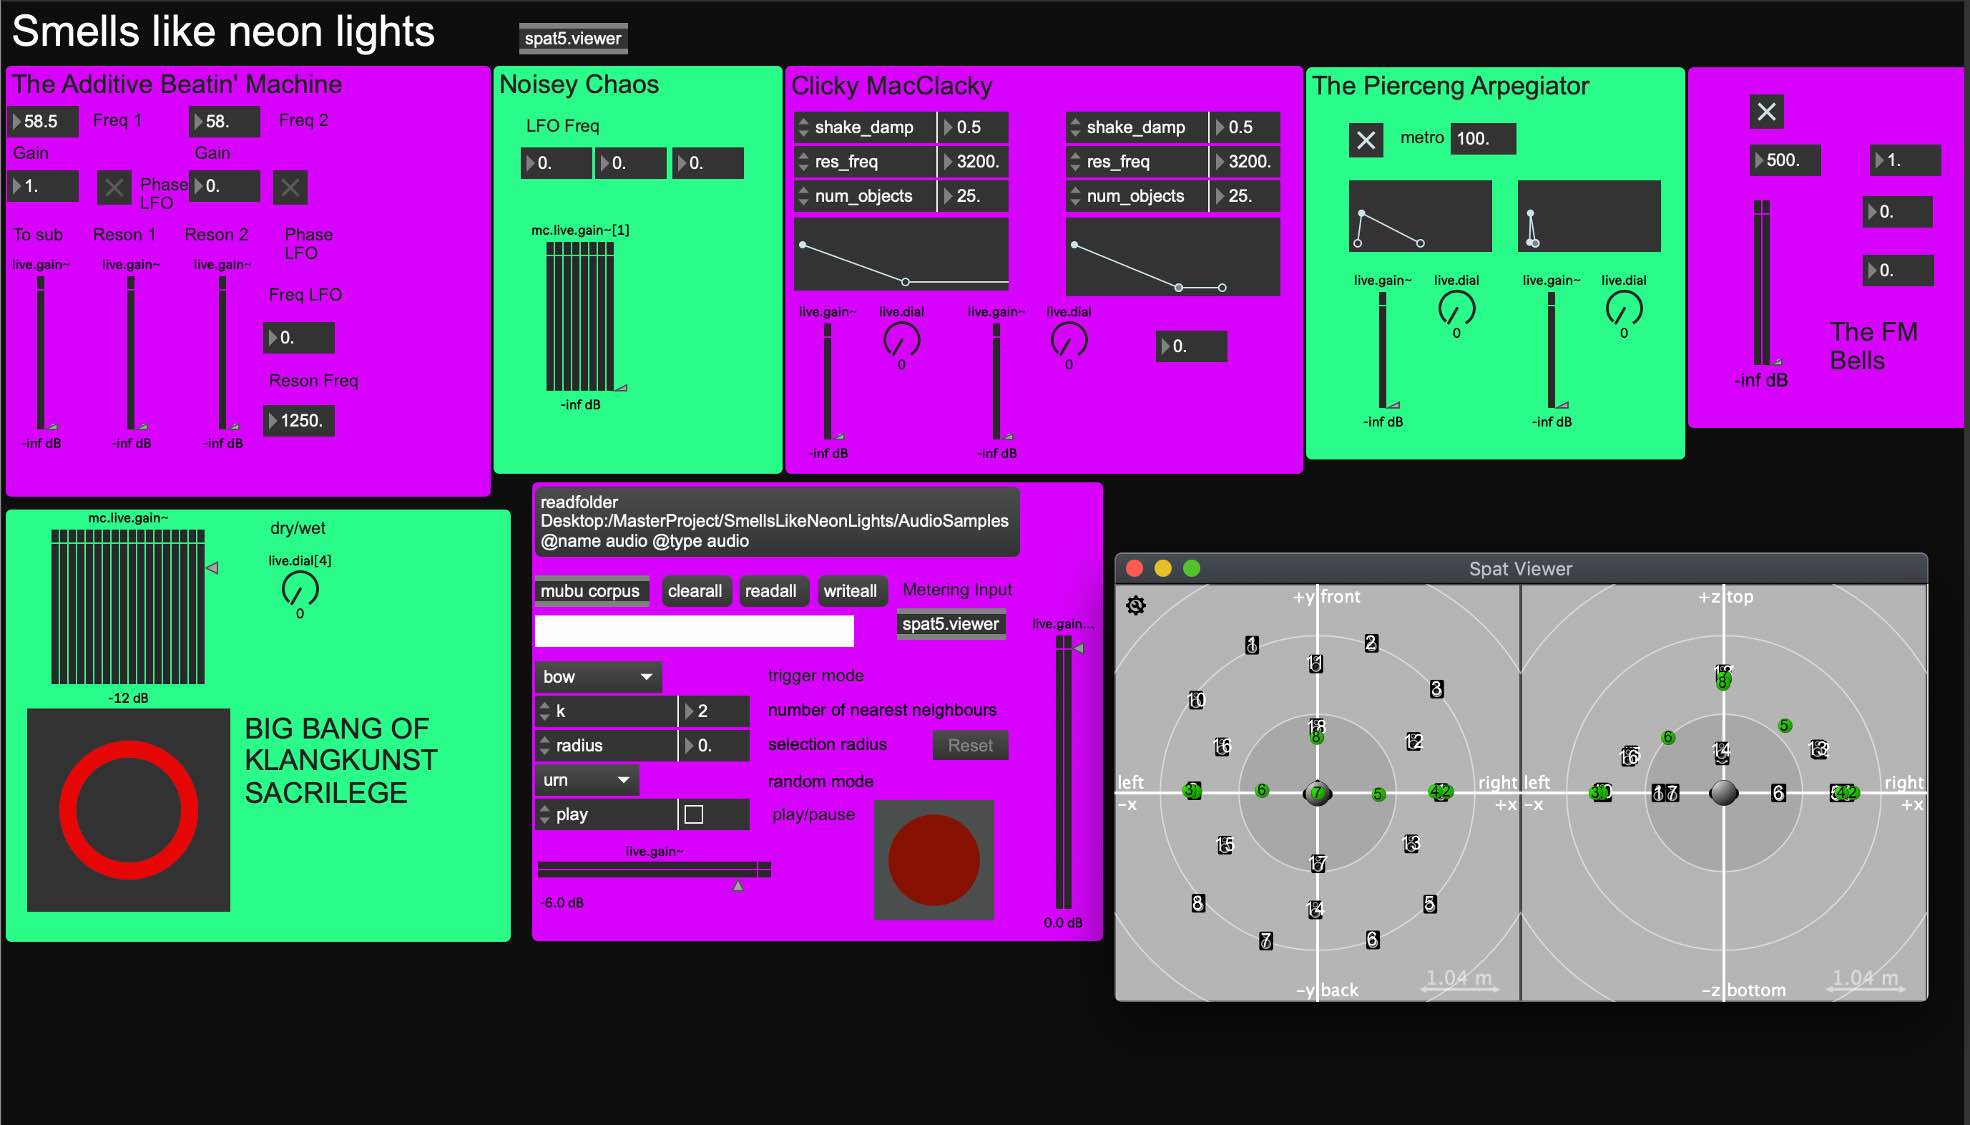 Smells like neon lights
spat5.viewer
The Additive Beatin' Machine
58.5
Freq 1
58.
Freq 2
Gain
Gain
1.
Phase
LFO
0.
To sub
Reson 1
Reson 2
Phase
LFO
live.gain~
live.gain~
live.gain~
Freq LFO
0.
Reson Freq
1250.
-inf dB
-inf dB
-inf dB
Noisey Chaos
LFO Freq
0.
0.
0.
mc.live.gain~[1]
-inf dB
Clicky MacClacky
shake_damp
0.5
res_freq
3200.
num_objects
25.
shake_damp
0.5
res_freq
3200.
num_objects
25.
live.gain~
live.dial
0
live.gain~
live.dial
0
0.
-inf dB
-inf dB
The Pierceng Arpegiator
metro
100.
live.gain~
live.dial
0
live.gain~
live.dial
0
-inf dB
-inf dB
500.
1.
0.
0.
The FM
Bells
-inf dB
mc.live.gain~
dry/wet
live.dial[4]
0
-12 dB
BIG BANG OF
KLANGKUNST
SACRILEGE
readfolder
Desktop:/MasterProject/SmellsLikeNeonLights/AudioSamples
@name audio @type audio
mubu corpus
clearall
readall
writeall
Metering Input
spat5.viewer
live.gain...
bow
trigger mode
k
2
number of nearest neighbours
radius
0.
selection radius
Reset
urn
random mode
play
play/pause
live.gain~
-6.0 dB
0.0 dB
Spat Viewer
+y front
1
2
11
3
10
18
8
16
12
left
-x
3
6
7
5
4
2
right
+x
15
13
17
8
14
5
7
6
1.04 m
-y back
+z top
8
5
6
14
13
16
left
-x
3
1
7
6
4
2
right
+x
1.04 m
-z bottom